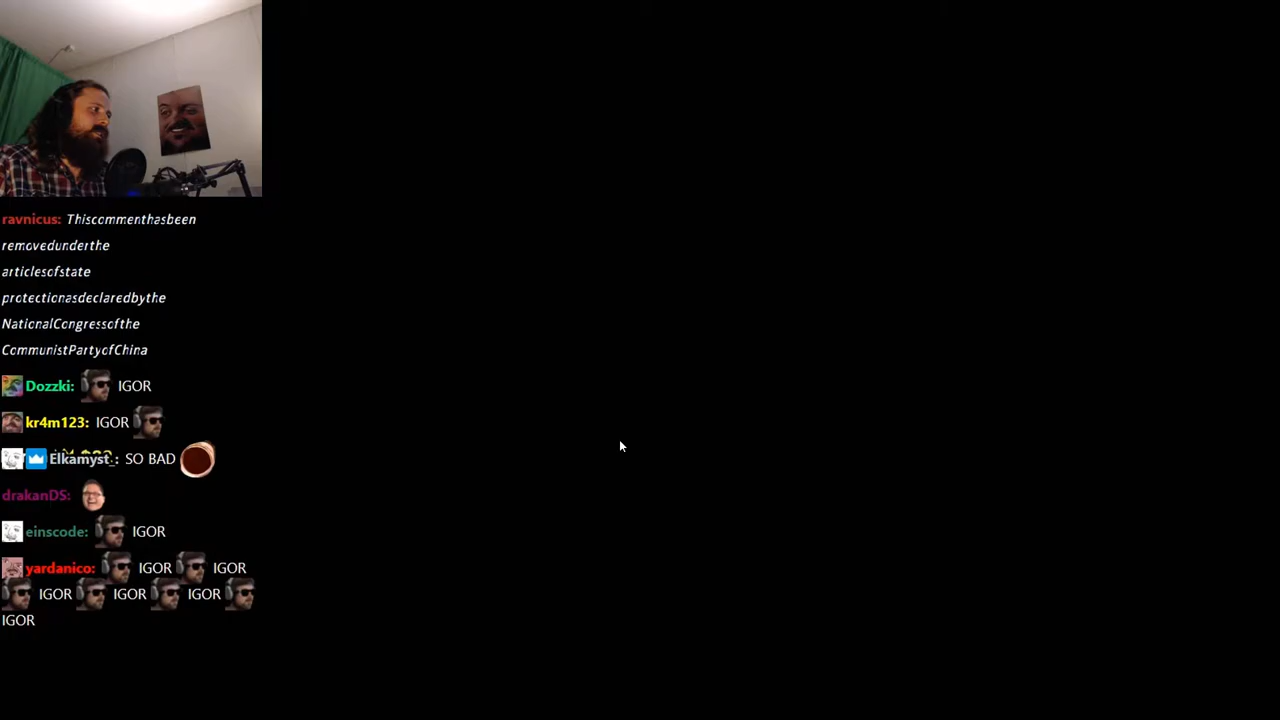 ravnicus: Thiscommenthasbeen
removedunderthe
articlesofstate
protectionasdeclaredbythe
NationalCongressofthe
CommunistPartyofChina
Dozzki: IGOR
kr4m123: IGOR
Elkamyst_: SO BAD
drakanDS:
einscode: IGOR
yardanico: IGOR IGOR
IGOR IGOR IGOR
IGOR